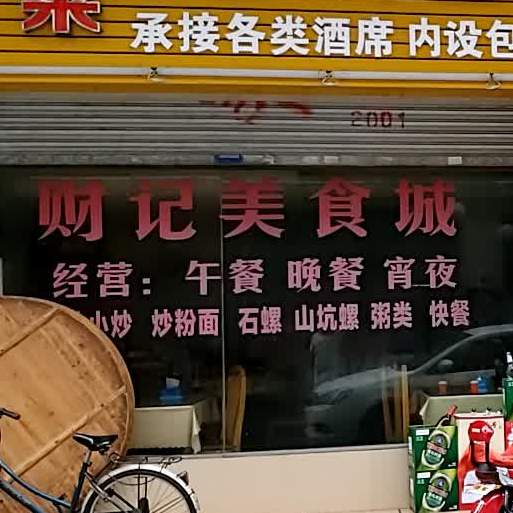 承接各类酒席 内设包
2001
财记美食城
经营：午餐 晚餐 宵夜
小炒 炒粉面 石螺 山坑螺 粥类 快餐